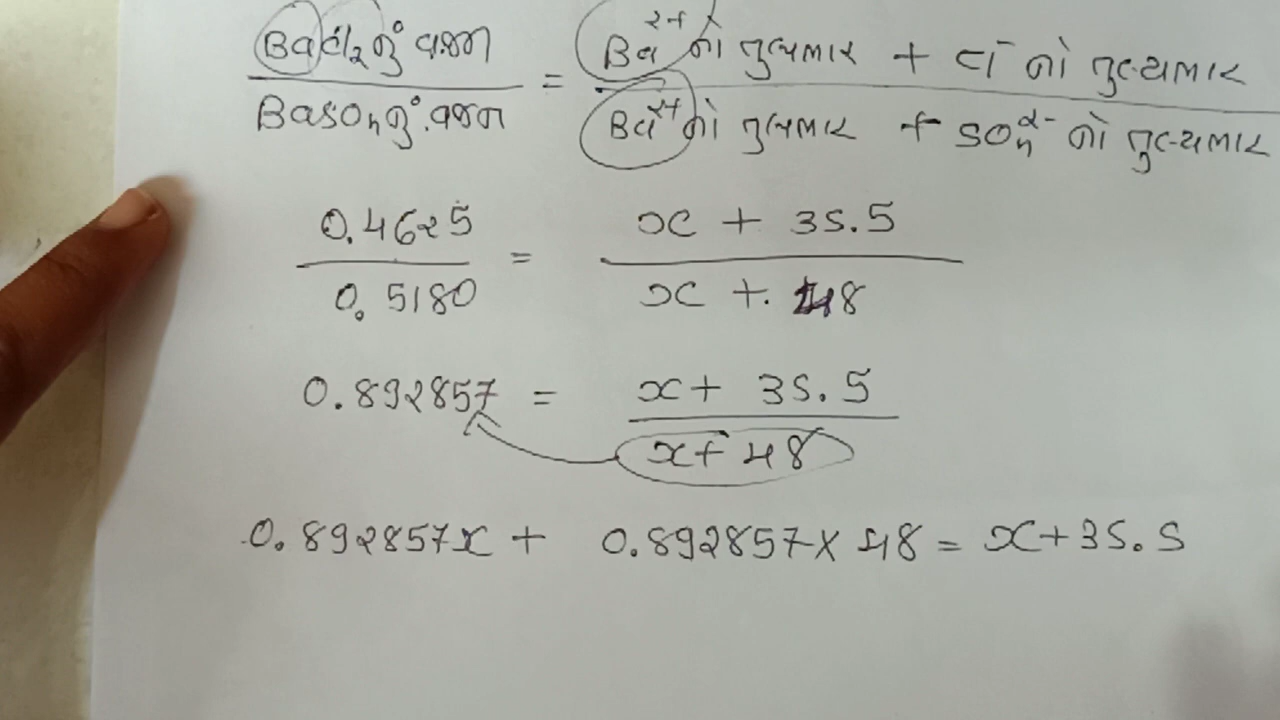 BaCl₂નું વજન / BaSO₄નું વજન = Ba²⁺ નો તુલ્યભાર + Cl⁻ નો તુલ્યભાર / Ba²⁺ નો તુલ્યભાર + SO₄²⁻ નો તુલ્યભાર
0.4625 / 0.5180 = x + 35.5 / x + 48
0.892857 = x + 35.5 / x + 48
0.892857x + 0.892857 × 48 = x + 35.5